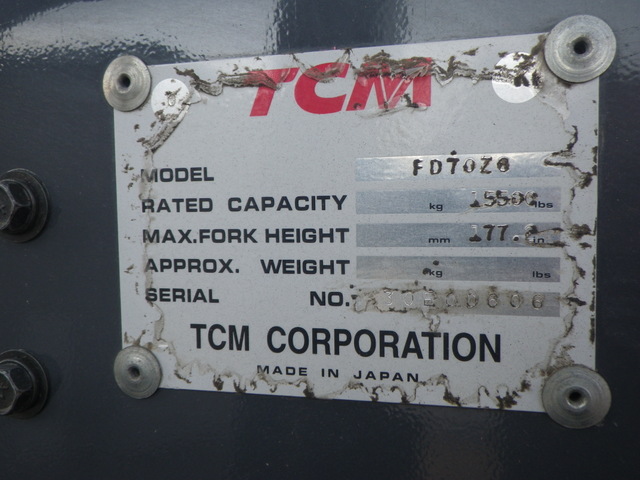 TCM
MODEL FD70Z8
RATED CAPACITY kg 15500 lbs
MAX.FORK HEIGHT mm in
APPROX. WEIGHT kg lbs
SERIAL NO.
TCM CORPORATION
MADE IN JAPAN